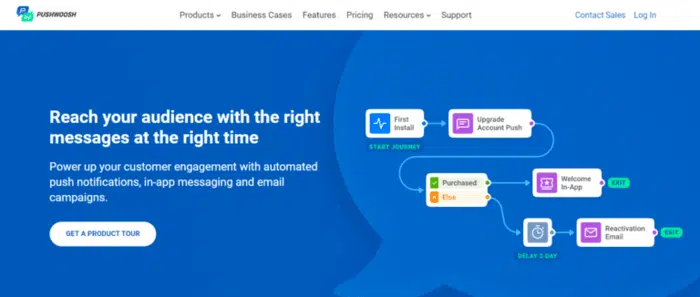 PUSHWOOSH
Products Business Cases Features Pricing Resources Support
Contact Sales Log In
Reach your audience with the right
messages at the right time
Power up your customer engagement with automated
push notifications, in-app messaging and email
campaigns.
GET A PRODUCT TOUR
First
Install
START JOURNEY
Upgrade
Account Push
Purchased
Else
Welcome
In-App
EXIT
DELAY 3-DAY
Reactivation
Email
EXIT